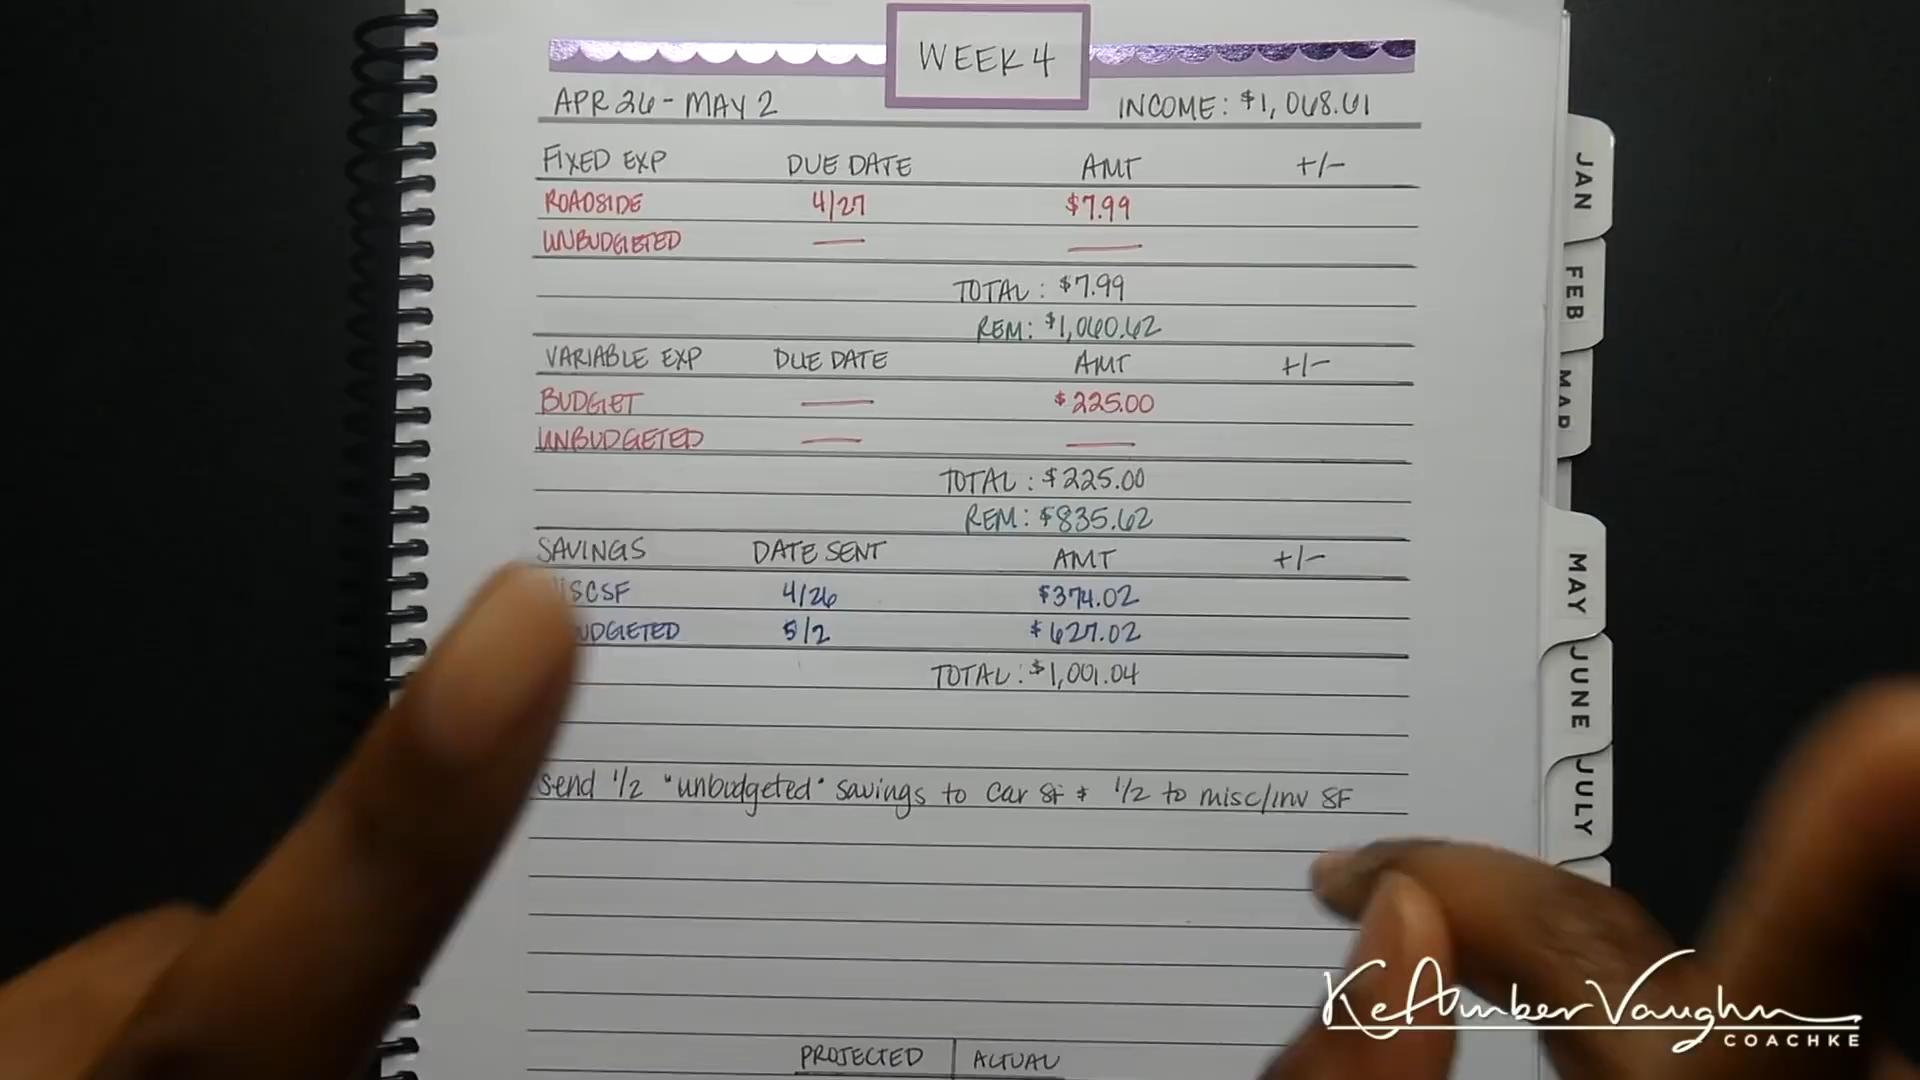 WEEK 4
APR 26 - MAY 2 INCOME: $1,068.61
FIXED EXP DUE DATE AMT +/-
ROADSIDE 4/27 $7.99
UNBUDGETED — —
TOTAL: $7.99
REM: $1,060.62
VARIABLE EXP DUE DATE AMT +/-
BUDGET — $225.00
UNBUDGETED — —
TOTAL: $225.00
REM: $835.62
SAVINGS DATE SENT AMT +/-
ISCSF 4/26 $374.02
UDGETED 5/2 $627.02
TOTAL: $1,001.04
send 1/2 "unbudgeted" savings to car SF & 1/2 to misc/inv SF
PROJECTED ACTUAL
JAN
FEB
MAR
MAY
JUNE
JULY
KeAmber Vaughn
COACHKE